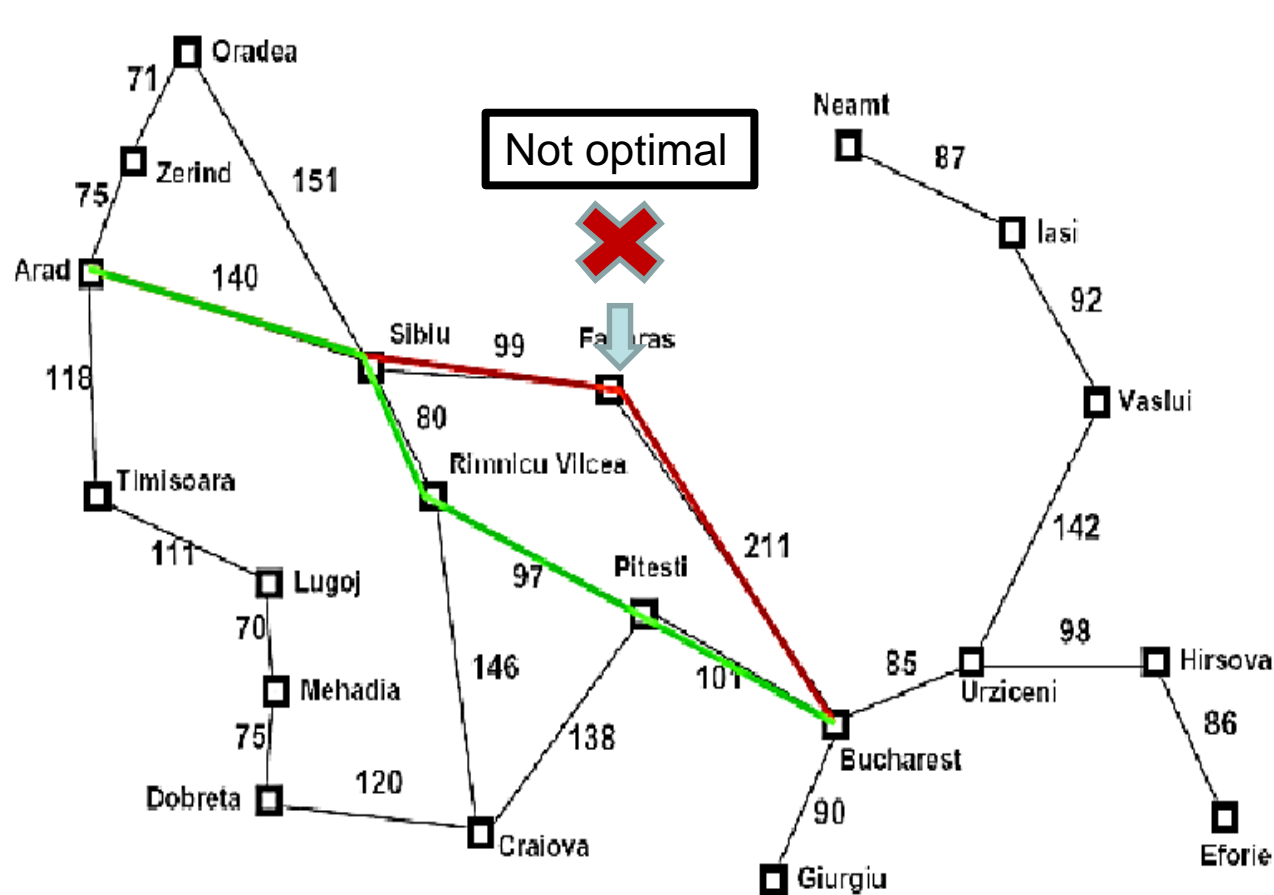 Oradea
71
Neamt
Not optimal
87
Zerind
151
75
Iasi
Arad
140
92
Sibiu
99
118
80
Vaslui
Rimnicu Vilcea
Timisoara
142
211
111
97
Pitesti
Lugoj
70
98
146
85
Hirsova
101
Mehadia
Urziceni
86
75
138
Bucharest
120
Dobreta
90
Craiova
Eforie
Giurgiu